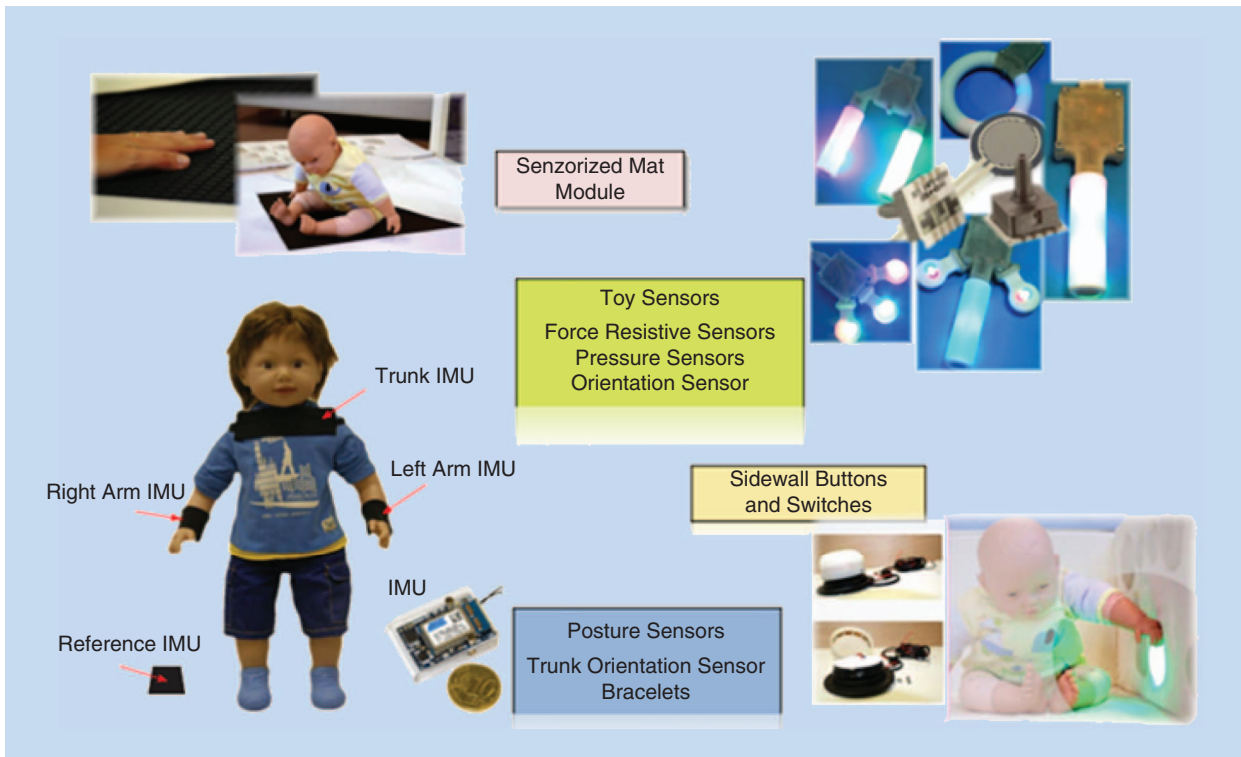 Senzorized Mat
Module
Toy Sensors
Force Resistive Sensors
Pressure Sensors
Orientation Sensor
Trunk IMU
Left Arm IMU
Right Arm IMU
Sidewall Buttons
and Switches
IMU
Reference IMU
Posture Sensors
Trunk Orientation Sensor
Bracelets